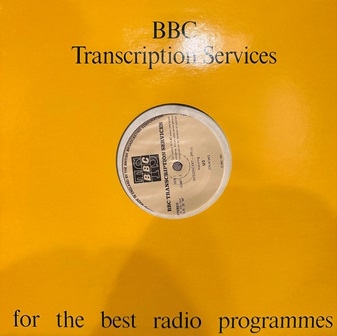 BBC
Transcription Services
BBC TRANSCRIPTION SERVICES
BBC
for the best radio programmes